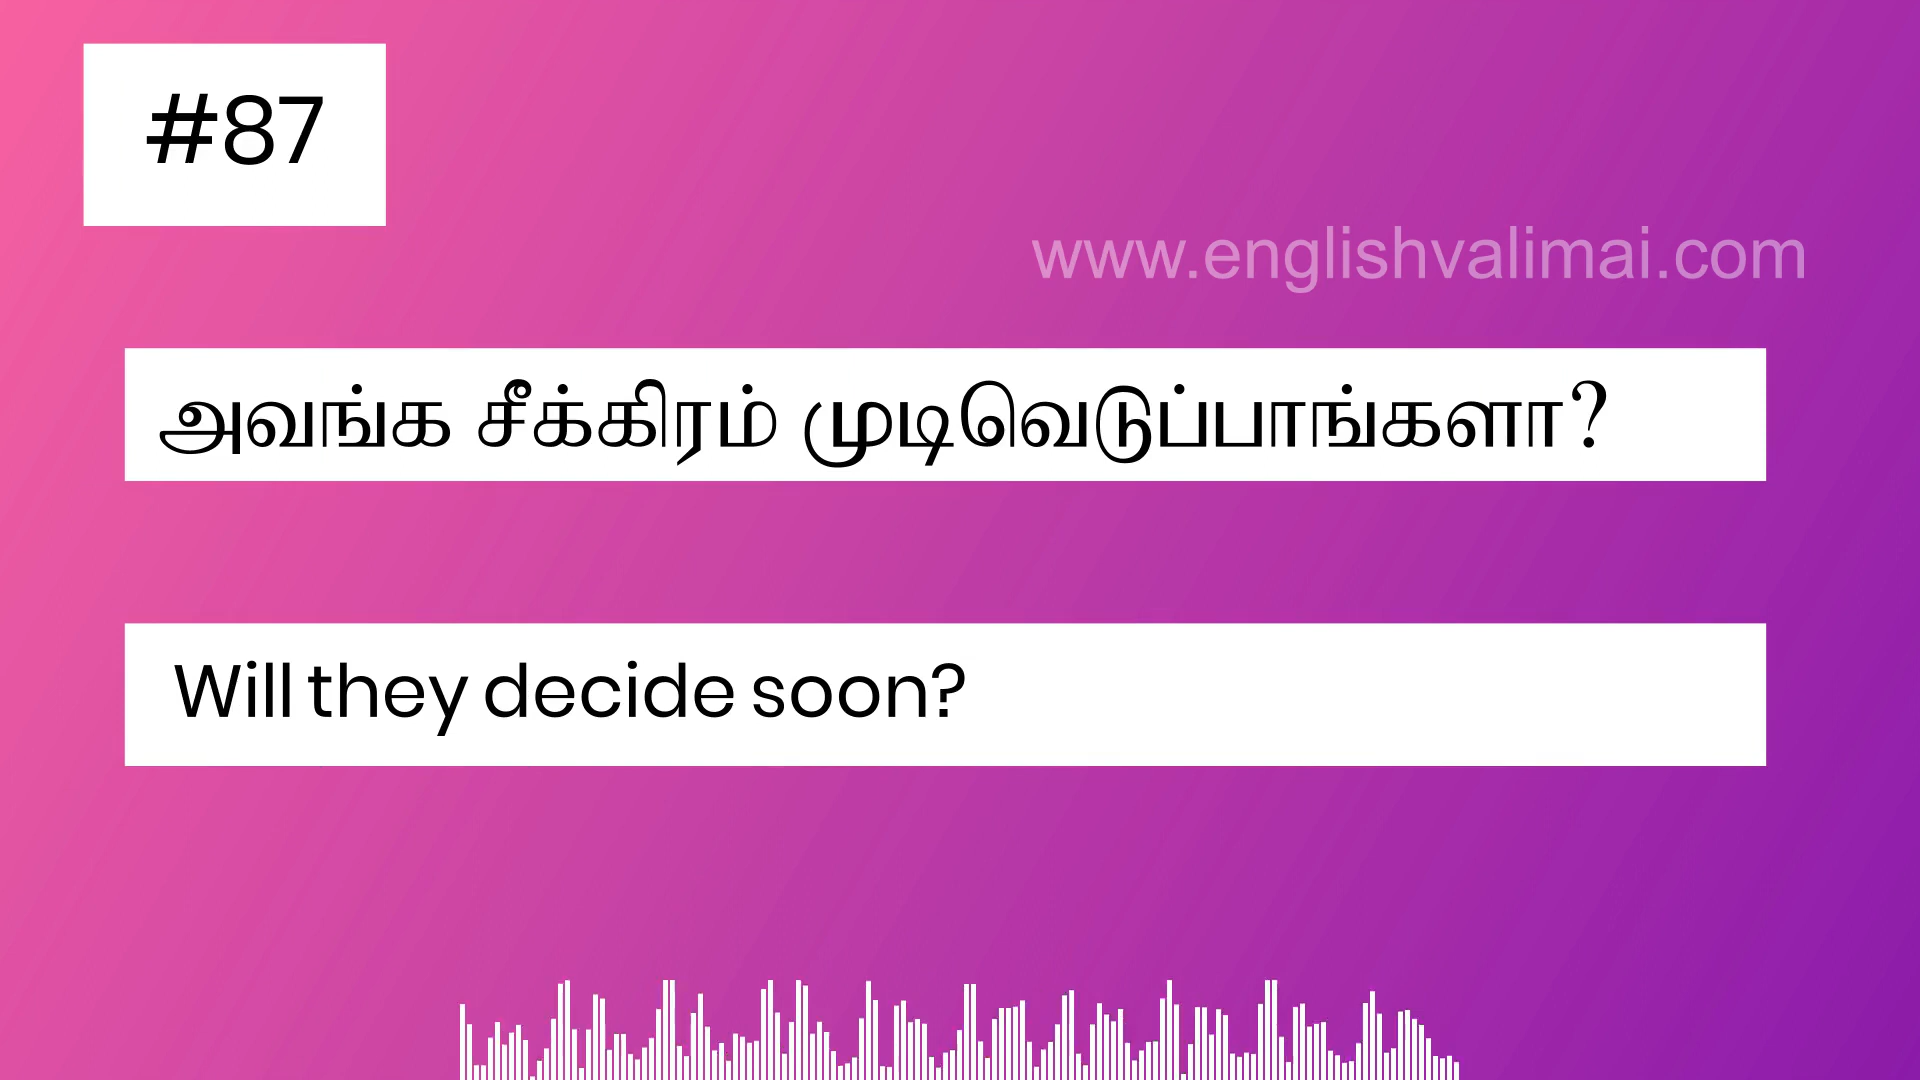 #87
www.englishvalimai.com
அவங்க சீக்கிரம் முடிவெடுப்பாங்களா?
Will they decide soon?